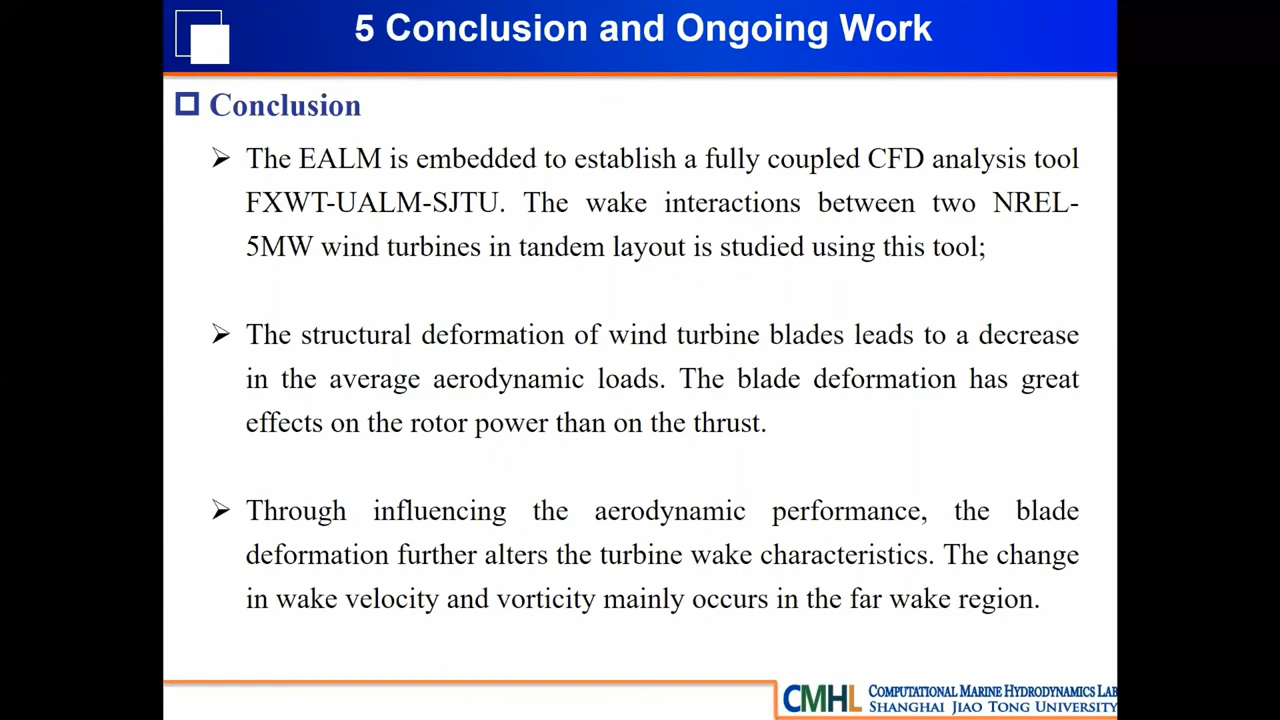 5 Conclusion and Ongoing Work
Conclusion
The EALM is embedded to establish a fully coupled CFD analysis tool
FXWT-UALM-SJTU. The wake interactions between two NREL-
5MW wind turbines in tandem layout is studied using this tool;
The structural deformation of wind turbine blades leads to a decrease
in the average aerodynamic loads. The blade deformation has great
effects on the rotor power than on the thrust.
Through influencing the aerodynamic performance, the blade
deformation further alters the turbine wake characteristics. The change
in wake velocity and vorticity mainly occurs in the far wake region.
CMHL
COMPUTATIONAL MARINE HYDRODYNAMICS LAB
SHANGHAI JIAO TONG UNIVERSITY